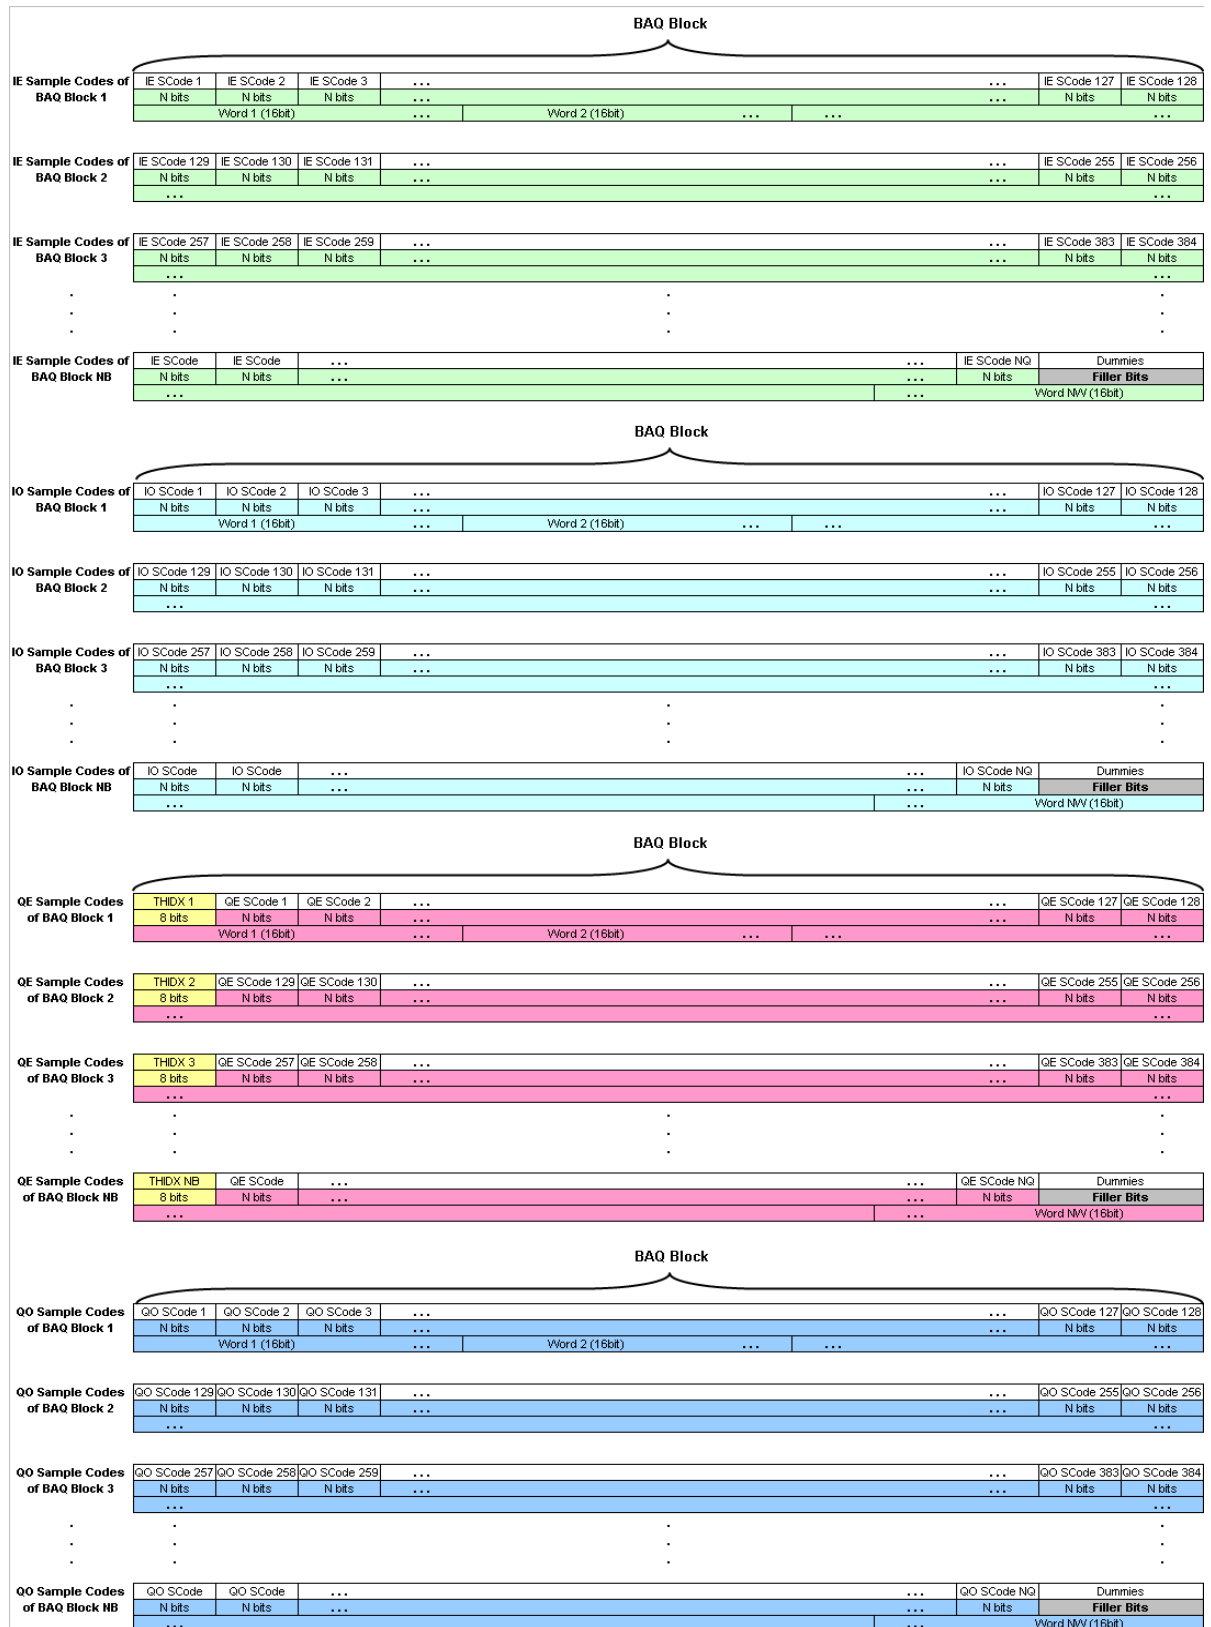 BAQ Block
IE Sample Codes of IE SCode 1 IE SCode 2 IE SCode 3 ... ... IE SCode 127 IE SCode 128
BAQ Block 1 N bits N bits N bits ... ... N bits N bits
Word 1 (16bit) ... Word 2 (16bit) ... ... ...
IE Sample Codes of IE SCode 129 IE SCode 130 IE SCode 131 ... ... IE SCode 255 IE SCode 256
BAQ Block 2 N bits N bits N bits ... ... N bits N bits
... ...
IE Sample Codes of IE SCode 257 IE SCode 258 IE SCode 259 ... ... IE SCode 383 IE SCode 384
BAQ Block 3 N bits N bits N bits ... ... N bits N bits
... ...
. . . .
. . . .
. . . .
IE Sample Codes of IE SCode IE SCode ... ... IE SCode NQ Dummies
BAQ Block NB N bits N bits ... ... N bits Filler Bits
... ... Word NW (16bit)
BAQ Block
IO Sample Codes of IO SCode 1 IO SCode 2 IO SCode 3 ... ... IO SCode 127 IO SCode 128
BAQ Block 1 N bits N bits N bits ... ... N bits N bits
Word 1 (16bit) ... Word 2 (16bit) ... ... ...
IO Sample Codes of IO SCode 129 IO SCode 130 IO SCode 131 ... ... IO SCode 255 IO SCode 256
BAQ Block 2 N bits N bits N bits ... ... N bits N bits
... ...
IO Sample Codes of IO SCode 257 IO SCode 258 IO SCode 259 ... ... IO SCode 383 IO SCode 384
BAQ Block 3 N bits N bits N bits ... ... N bits N bits
... ...
. . . .
. . . .
. . . .
IO Sample Codes of IO SCode IO SCode ... ... IO SCode NQ Dummies
BAQ Block NB N bits N bits ... ... N bits Filler Bits
... ... Word NW (16bit)
BAQ Block
QE Sample Codes THIDX 1 QE SCode 1 QE SCode 2 ... ... QE SCode 127 QE SCode 128
of BAQ Block 1 8 bits N bits N bits ... ... N bits N bits
Word 1 (16bit) ... Word 2 (16bit) ... ... ...
QE Sample Codes THIDX 2 QE SCode 129 QE SCode 130 ... ... QE SCode 255 QE SCode 256
of BAQ Block 2 8 bits N bits N bits ... ... N bits N bits
... ...
QE Sample Codes THIDX 3 QE SCode 257 QE SCode 258 ... ... QE SCode 383 QE SCode 384
of BAQ Block 3 8 bits N bits N bits ... ... N bits N bits
... ...
. . . .
. . . .
. . . .
QE Sample Codes THIDX NB QE SCode ... ... QE SCode NQ Dummies
of BAQ Block NB 8 bits N bits ... ... N bits Filler Bits
... ... Word NW (16bit)
BAQ Block
QO Sample Codes QO SCode 1 QO SCode 2 QO SCode 3 ... ... QO SCode 127 QO SCode 128
of BAQ Block 1 N bits N bits N bits ... ... N bits N bits
Word 1 (16bit) ... Word 2 (16bit) ... ... ...
QO Sample Codes QO SCode 129 QO SCode 130 QO SCode 131 ... ... QO SCode 255 QO SCode 256
of BAQ Block 2 N bits N bits N bits ... ... N bits N bits
... ...
QO Sample Codes QO SCode 257 QO SCode 258 QO SCode 259 ... ... QO SCode 383 QO SCode 384
of BAQ Block 3 N bits N bits N bits ... ... N bits N bits
... ...
. . . .
. . . .
. . . .
QO Sample Codes QO SCode QO SCode ... ... QO SCode NQ Dummies
of BAQ Block NB N bits N bits ... ... N bits Filler Bits
... ... Word NW (16bit)